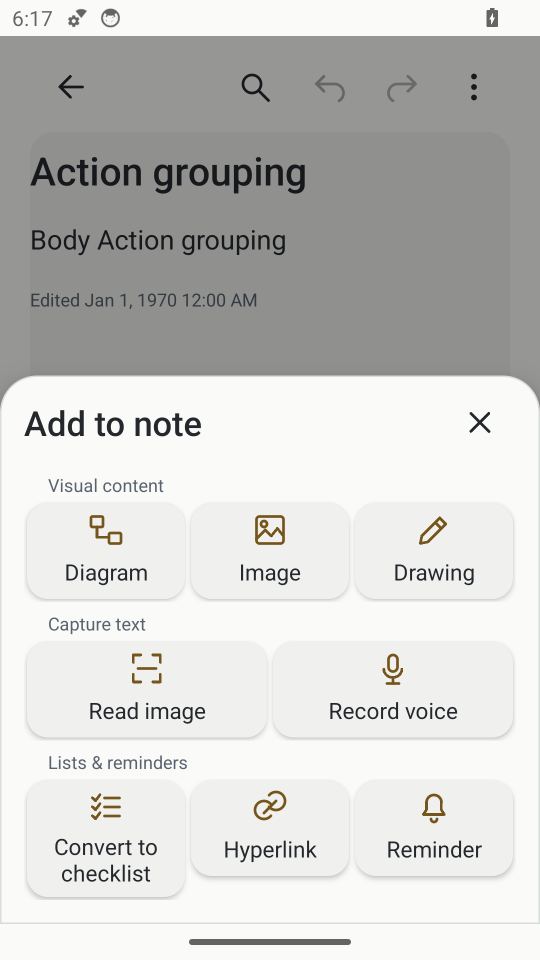 6:17
Action grouping
Body Action grouping
Edited Jan 1, 1970 12:00 AM
Add to note
Visual content
Diagram
Image
Drawing
Capture text
Read image
Record voice
Lists & reminders
Convert to
checklist
Hyperlink
Reminder